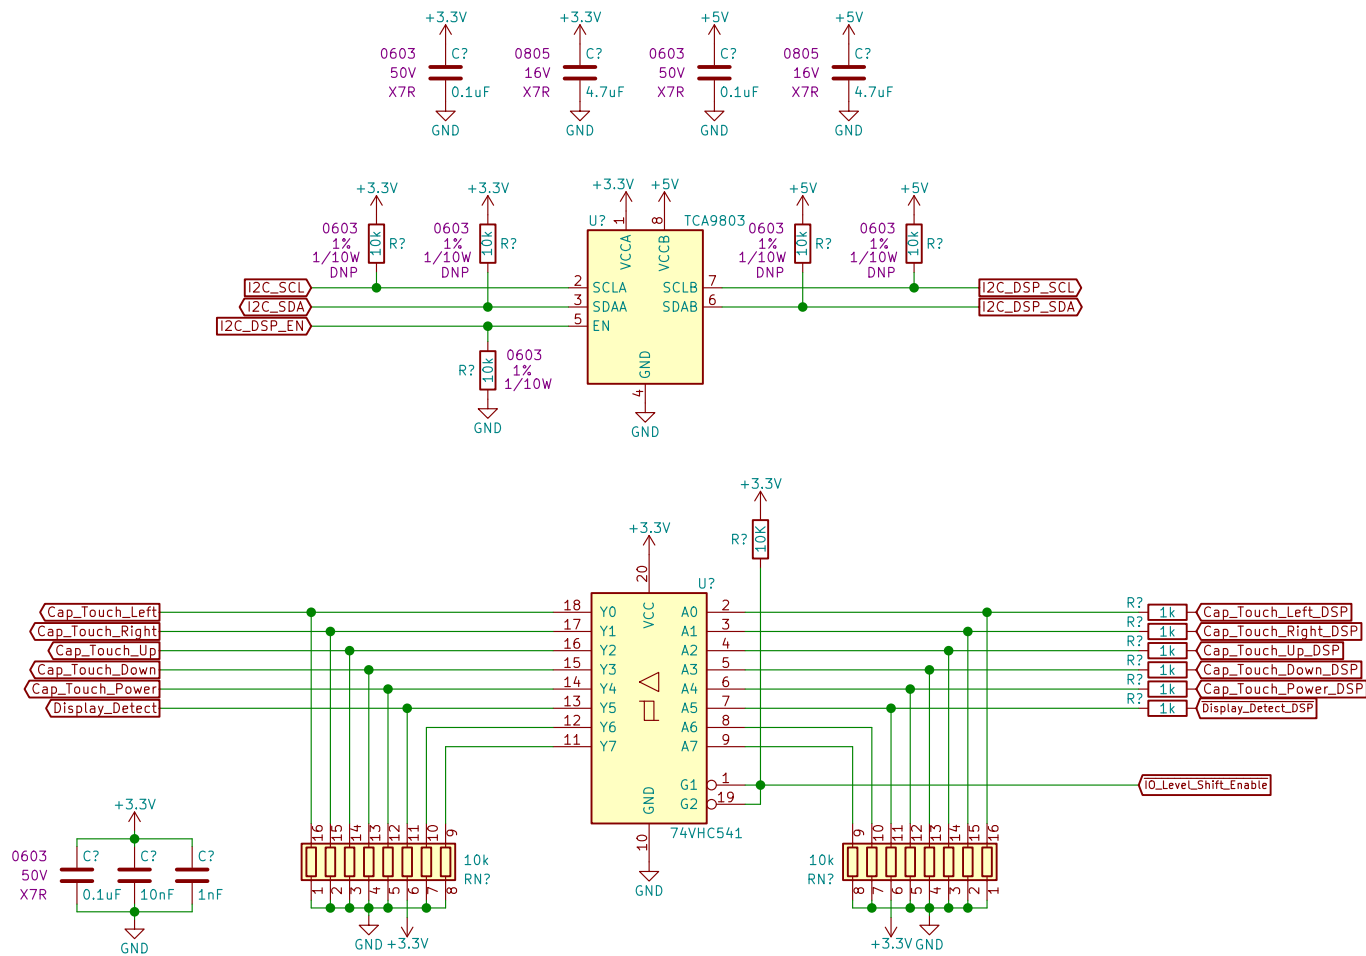 +3.3V +3.3V +5V +5V
0603 C? 0805 C? 0603 C? 0805 C?
50V 16V 50V 16V
X7R 0.1uF X7R 4.7uF X7R 0.1uF X7R 4.7uF
GND GND GND GND
+3.3V +3.3V +3.3V +5V +5V +5V
U? 1 8 TCA9803
0603 0603 0603 0603
1% 10k R? 1% 10k R? 1% 10k R? 1% 10k R?
1/10W 1/10W 1/10W 1/10W
DNP DNP DNP DNP
VCCA VCCB
I2C_SCL 2 SCLA SCLB 7 I2C_DSP_SCL
I2C_SDA 3 SDAA SDAB 6 I2C_DSP_SDA
I2C_DSP_EN 5 EN
0603
R? 10k 1% GND
1/10W
4
GND GND
+3.3V
+3.3V R? 10K
20 U?
VCC
Cap_Touch_Left 18 Y0 A0 2 R? 1k Cap_Touch_Left_DSP
Cap_Touch_Right 17 Y1 A1 3 R? 1k Cap_Touch_Right_DSP
Cap_Touch_Up 16 Y2 A2 4 R? 1k Cap_Touch_Up_DSP
Cap_Touch_Down 15 Y3 A3 5 R? 1k Cap_Touch_Down_DSP
Cap_Touch_Power 14 Y4 A4 6 R? 1k Cap_Touch_Power_DSP
Display_Detect 13 Y5 A5 7 R? 1k Display_Detect_DSP
12 Y6 A6 8
11 Y7 A7 9
G1 1 IO_Level_Shift_Enable
GND G2 19
10 74VHC541
GND
+3.3V
0603 C? C? C?
50V
X7R 0.1uF 10nF 1nF
GND
16 15 14 13 12 11 10 9
10k
RN?
1 2 3 4 5 6 7 8
GND +3.3V
9 10 11 12 13 14 15 16
10k
RN?
8 7 6 5 4 3 2 1
+3.3V GND